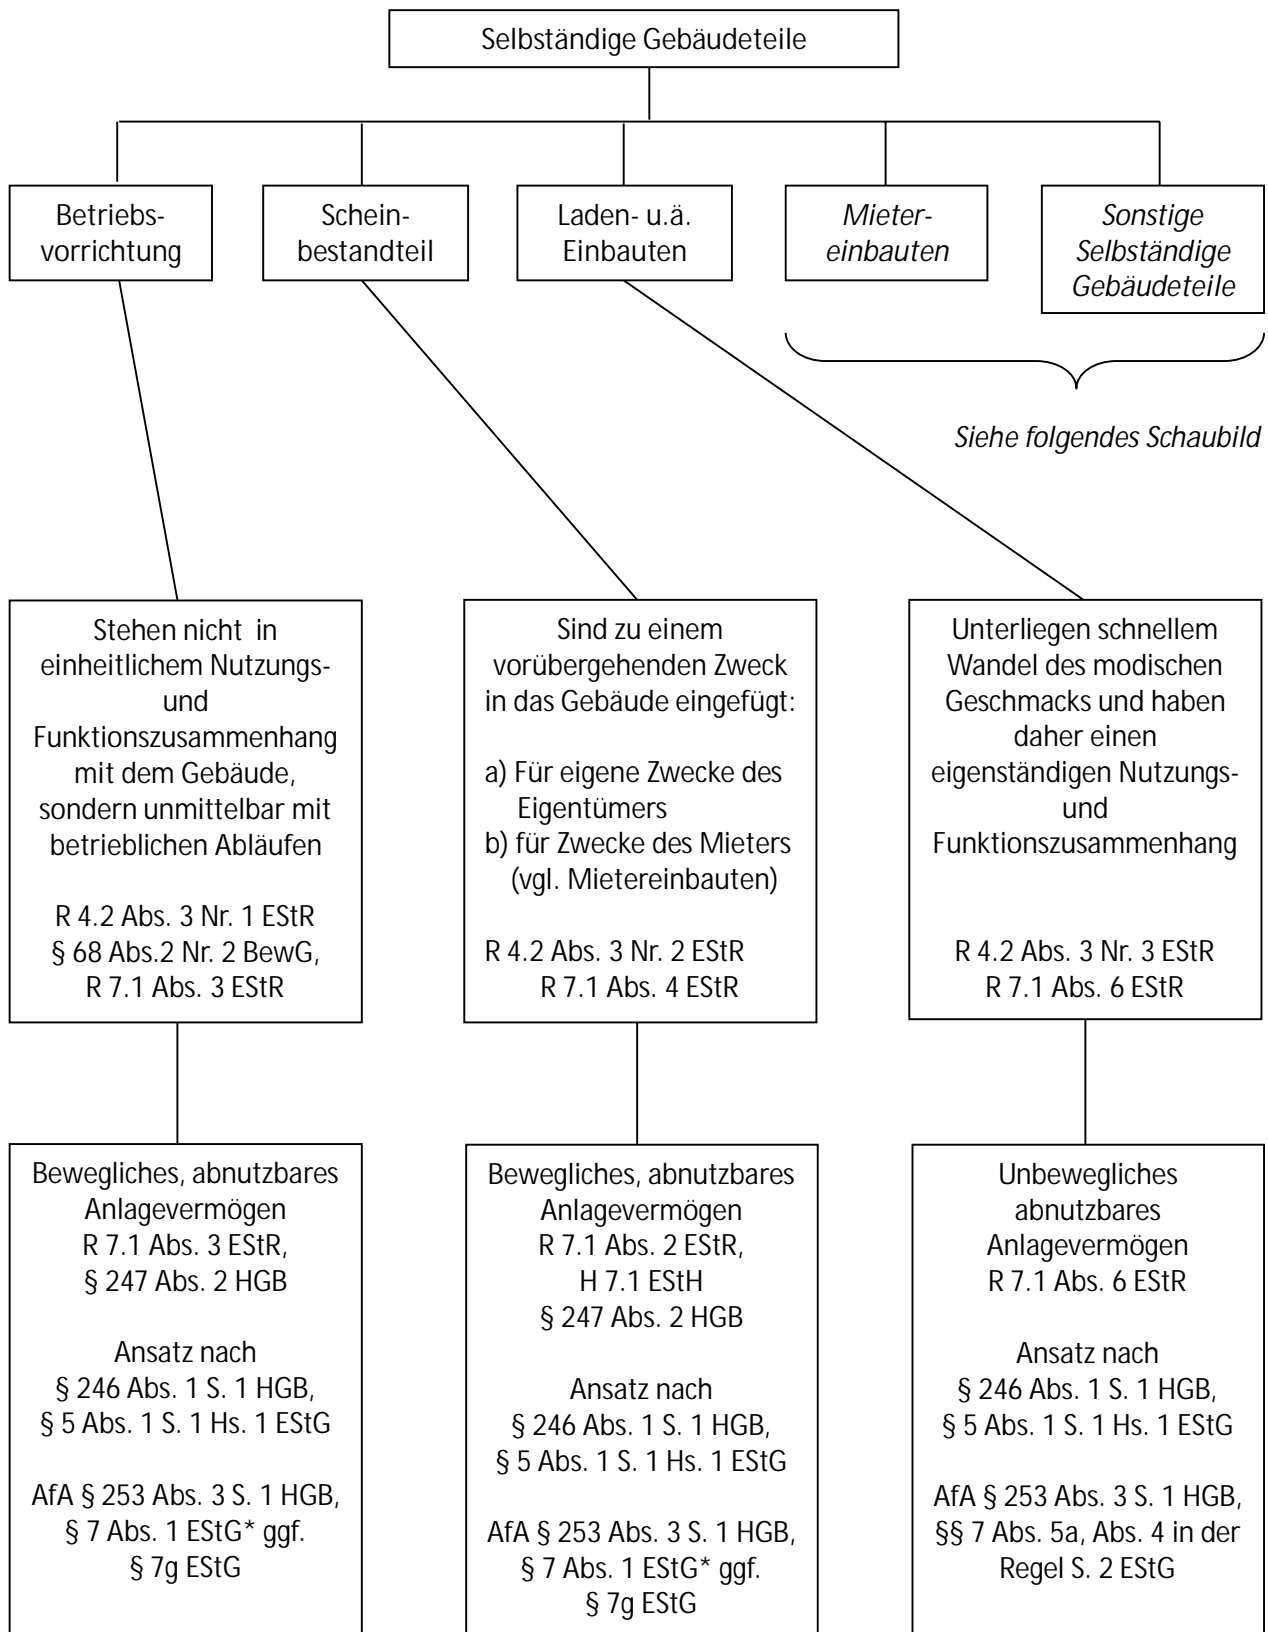 Selbständige Gebäudeteile
Betriebs-
vorrichtung
Schein-
bestandteil
Laden- u.ä.
Einbauten
Mieter-
einbauten
Sonstige
Selbständige
Gebäudeteile
Siehe folgendes Schaubild
Stehen nicht in
einheitlichem Nutzungs-
und
Funktionszusammenhang
mit dem Gebäude,
sondern unmittelbar mit
betrieblichen Abläufen
R 4.2 Abs. 3 Nr. 1 EStR
§ 68 Abs.2 Nr. 2 BewG,
R 7.1 Abs. 3 EStR
Sind zu einem
vorübergehenden Zweck
in das Gebäude eingefügt:
a) Für eigene Zwecke des
Eigentümers
b) für Zwecke des Mieters
(vgl. Mietereinbauten)
R 4.2 Abs. 3 Nr. 2 EStR
R 7.1 Abs. 4 EStR
Unterliegen schnellem
Wandel des modischen
Geschmacks und haben
daher einen
eigenständigen Nutzungs-
und
Funktionszusammenhang
R 4.2 Abs. 3 Nr. 3 EStR
R 7.1 Abs. 6 EStR
Bewegliches, abnutzbares
Anlagevermögen
R 7.1 Abs. 3 EStR,
§ 247 Abs. 2 HGB
Ansatz nach
§ 246 Abs. 1 S. 1 HGB,
§ 5 Abs. 1 S. 1 Hs. 1 EStG
AfA § 253 Abs. 3 S. 1 HGB,
§ 7 Abs. 1 EStG* ggf.
§ 7g EStG
Bewegliches, abnutzbares
Anlagevermögen
R 7.1 Abs. 2 EStR,
H 7.1 EStH
§ 247 Abs. 2 HGB
Ansatz nach
§ 246 Abs. 1 S. 1 HGB,
§ 5 Abs. 1 S. 1 Hs. 1 EStG
AfA § 253 Abs. 3 S. 1 HGB,
§ 7 Abs. 1 EStG* ggf.
§ 7g EStG
Unbewegliches
abnutzbares
Anlagevermögen
R 7.1 Abs. 6 EStR
Ansatz nach
§ 246 Abs. 1 S. 1 HGB,
§ 5 Abs. 1 S. 1 Hs. 1 EStG
AfA § 253 Abs. 3 S. 1 HGB,
§§ 7 Abs. 5a, Abs. 4 in der
Regel S. 2 EStG